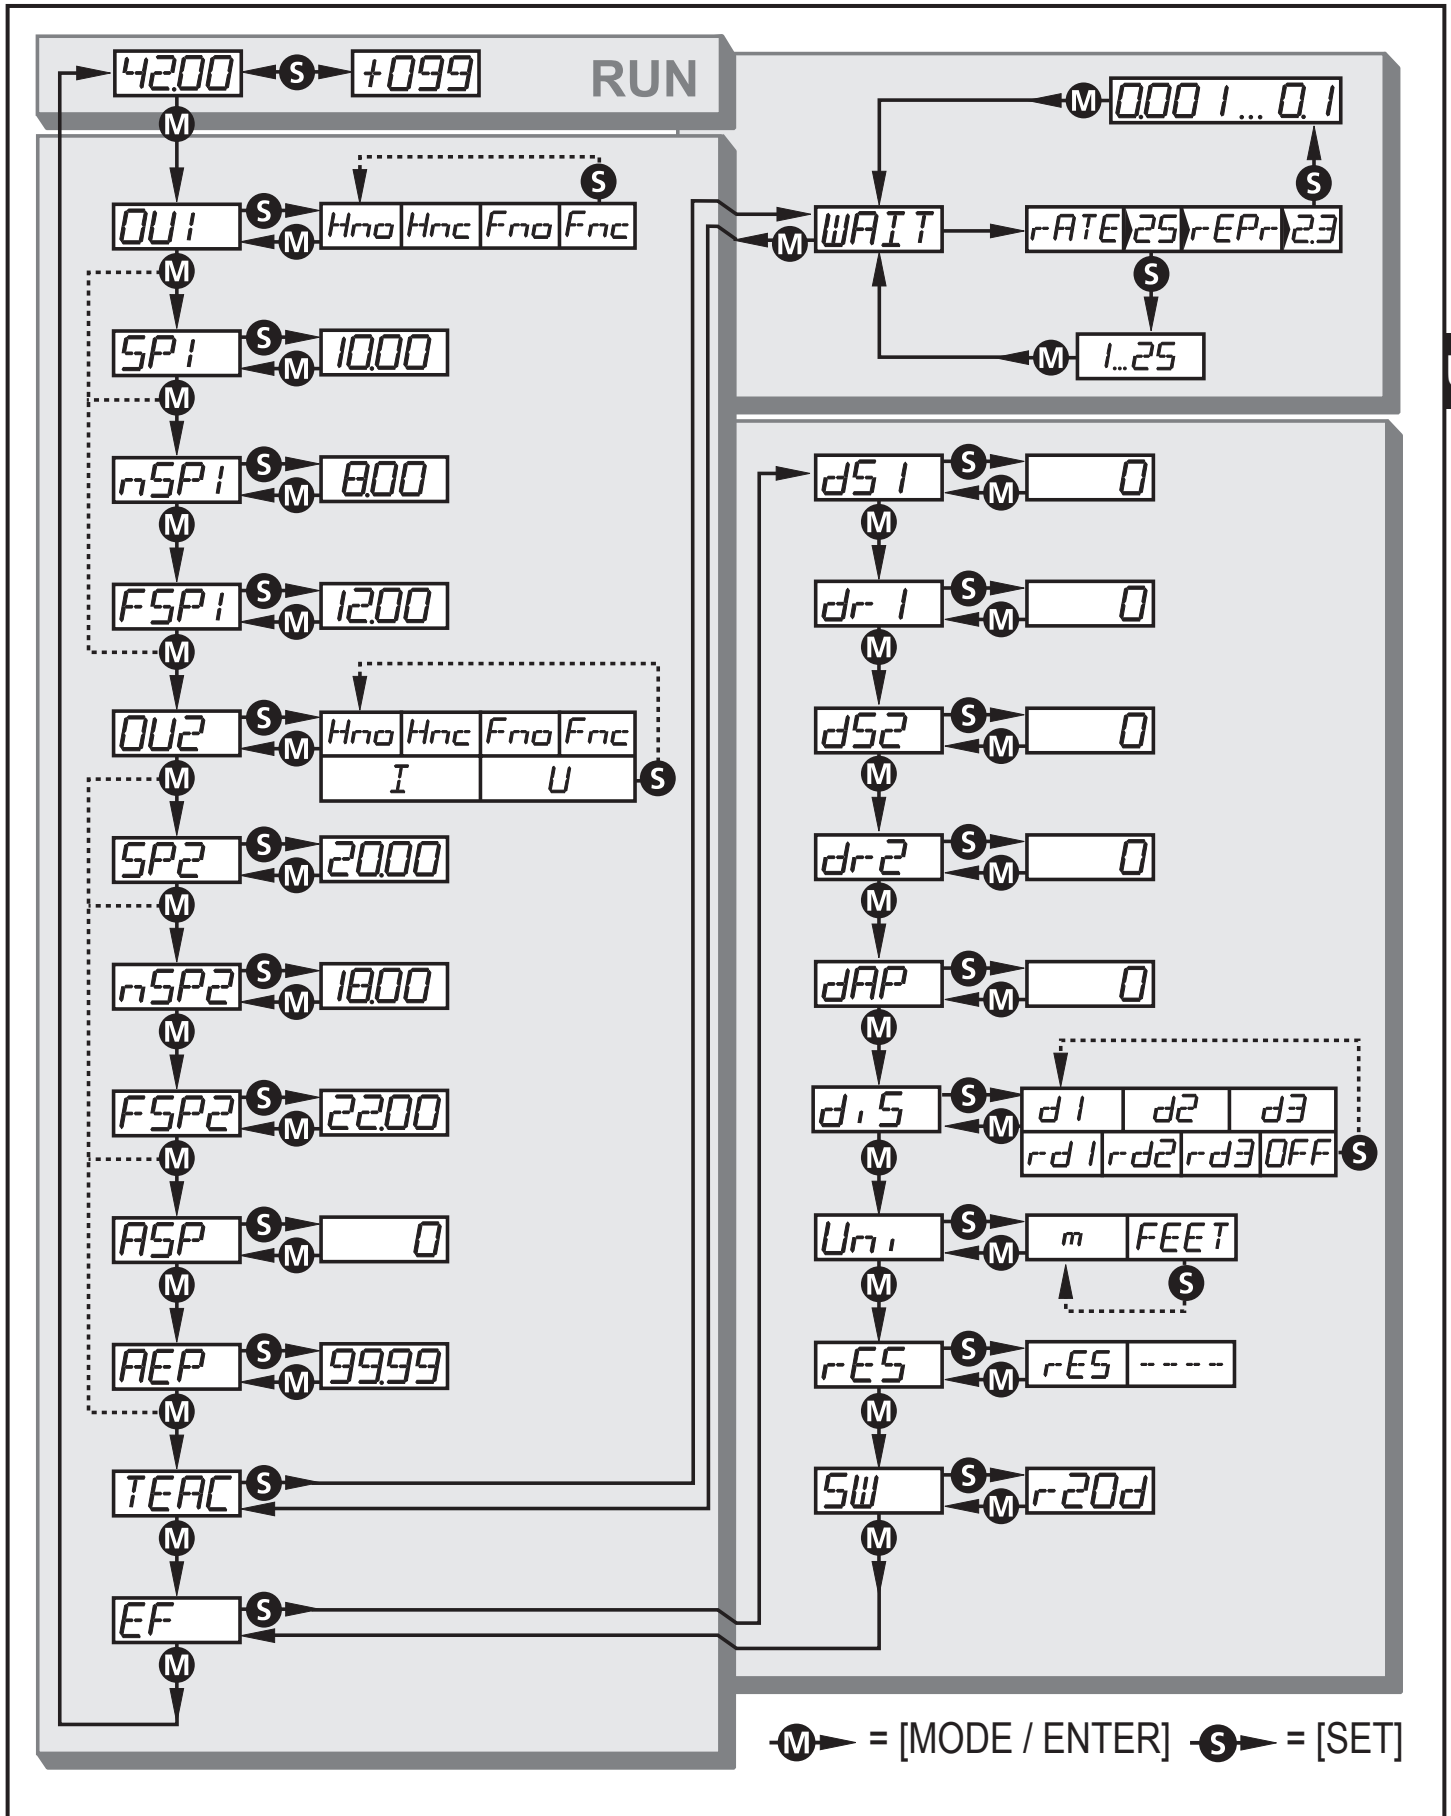 42.00 S +099 RUN
M
OU1 S M Hno Hnc Fno Fnc S
M
SP1 S M 10.00
M
nSP1 S M 8.00
M
FSP1 S M 12.00
M
OU2 S M Hno Hnc Fno Fnc
I U S
M
SP2 S M 20.00
M
nSP2 S M 18.00
M
FSP2 S M 22.00
M
ASP S M 0
M
AEP S M 99.99
M
TEAC S
M
EF S
M
M 0.001... 0.1
S
M WAIT rATE 25 rEPr 2.3
S
M 1...25
dS1 S M 0
M
dr1 S M 0
M
dS2 S M 0
M
dr2 S M 0
M
dAP S M 0
M
diS S M d1 d2 d3
rd1 rd2 rd3 OFF S
M
Uni S M m FEET
S
M
rES S M rES ----
M
SW S M r20d
M
M = [MODE / ENTER] S = [SET]